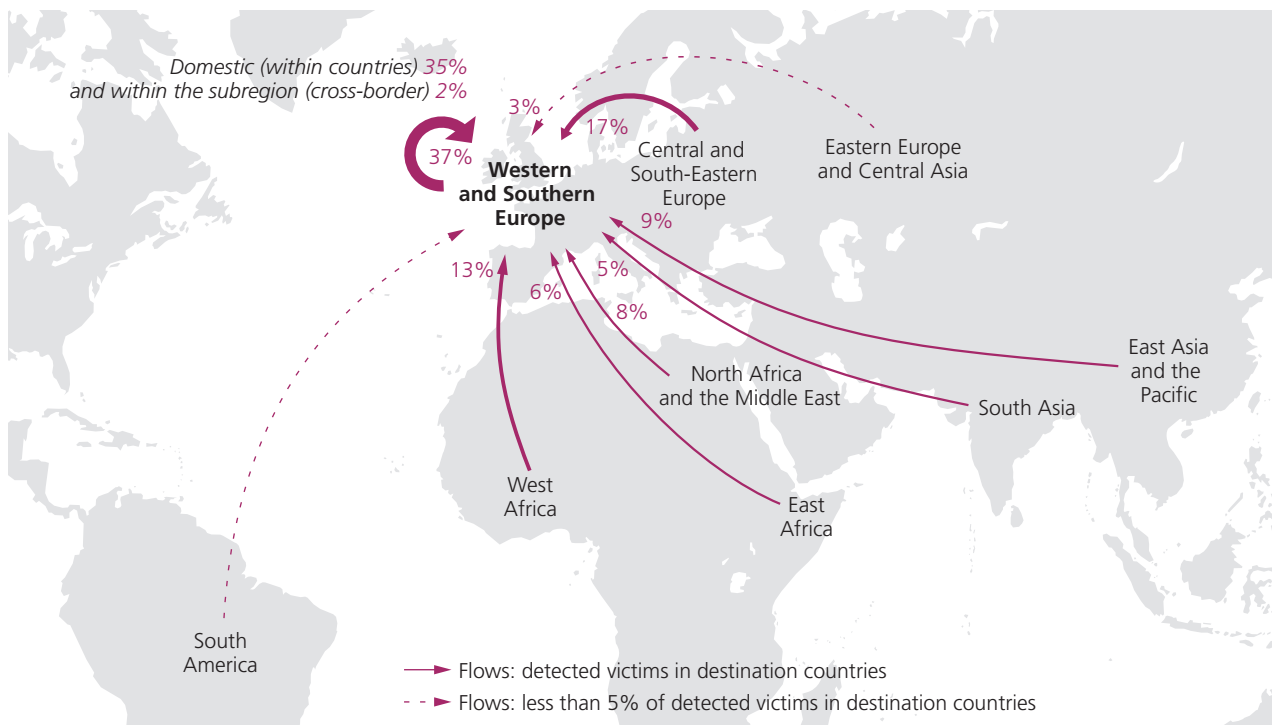 Domestic (within countries) 35%
and within the subregion (cross-border) 2%
3%
17%
37%
Central and
South-Eastern
Europe
Eastern Europe
and Central Asia
Western
and Southern
Europe
9%
13%
5%
6%
8%
East Asia
and the
Pacific
North Africa
and the Middle East
South Asia
West
Africa
East
Africa
South
America
Flows: detected victims in destination countries
Flows: less than 5% of detected victims in destination countries